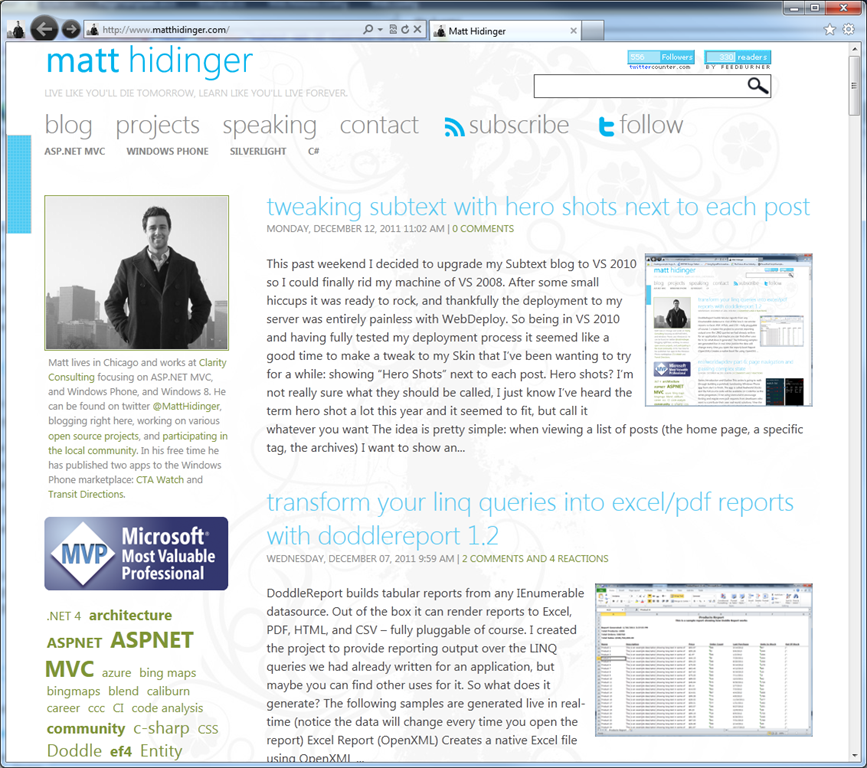 http://www.matthidinger.com/
Matt Hidinger
matt hidinger
LIVE LIKE YOU'LL DIE TOMORROW, LEARN LIKE YOU'LL LIVE FOREVER.
556 Followers
twittercounter.com
330 readers
BY FEEDBURNER
blog projects speaking contact subscribe follow
ASP.NET MVC WINDOWS PHONE SILVERLIGHT C#
Matt lives in Chicago and works at Clarity
Consulting focusing on ASP.NET MVC,
and Windows Phone, and Windows 8. He
can be found on twitter @MattHidinger,
blogging right here, working on various
open source projects, and participating in
the local community. In his free time he
has published two apps to the Windows
Phone marketplace: CTA Watch and
Transit Directions.
MVP
Microsoft®
Most Valuable
Professional
.NET 4 architecture
ASPNET ASPNET
MVC azure bing maps
bingmaps blend caliburn
career ccc CI code analysis
community c-sharp CSS
Doddle ef4 Entity
tweaking subtext with hero shots next to each post
MONDAY, DECEMBER 12, 2011 11:02 AM | 0 COMMENTS
This past weekend I decided to upgrade my Subtext blog to VS 2010
so I could finally rid my machine of VS 2008. After some small
hiccups it was ready to rock, and thankfully the deployment to my
server was entirely painless with WebDeploy. So being in VS 2010
and having fully tested my deployment process it seemed like a
good time to make a tweak to my Skin that I've been wanting to try
for a while: showing "Hero Shots" next to each post. Hero shots? I'm
not really sure what they should be called, I just know I've heard the
term hero shot a lot this year and it seemed to fit, but call it
whatever you want The idea is pretty simple: when viewing a list of posts (the home page, a specific
tag, the archives) I want to show an...
matt hidinger
transform your linq queries into excel/pdf reports
with doddlereport 1.2
WEDNESDAY, DECEMBER 07, 2011 9:59 AM | 2 COMMENTS AND 4 REACTIONS
DoddleReport builds tabular reports from any IEnumerable
datasource. Out of the box it can render reports to Excel,
PDF, HTML, and CSV – fully pluggable of course. I created
the project to provide reporting output over the LINQ
queries we had already written for an application, but
maybe you can find other uses for it. So what does it
generate? The following samples are generated live in real-
time (notice the data will change every time you open the
report) Excel Report (OpenXML) Creates a native Excel file
using OpenXML ...
Products Report